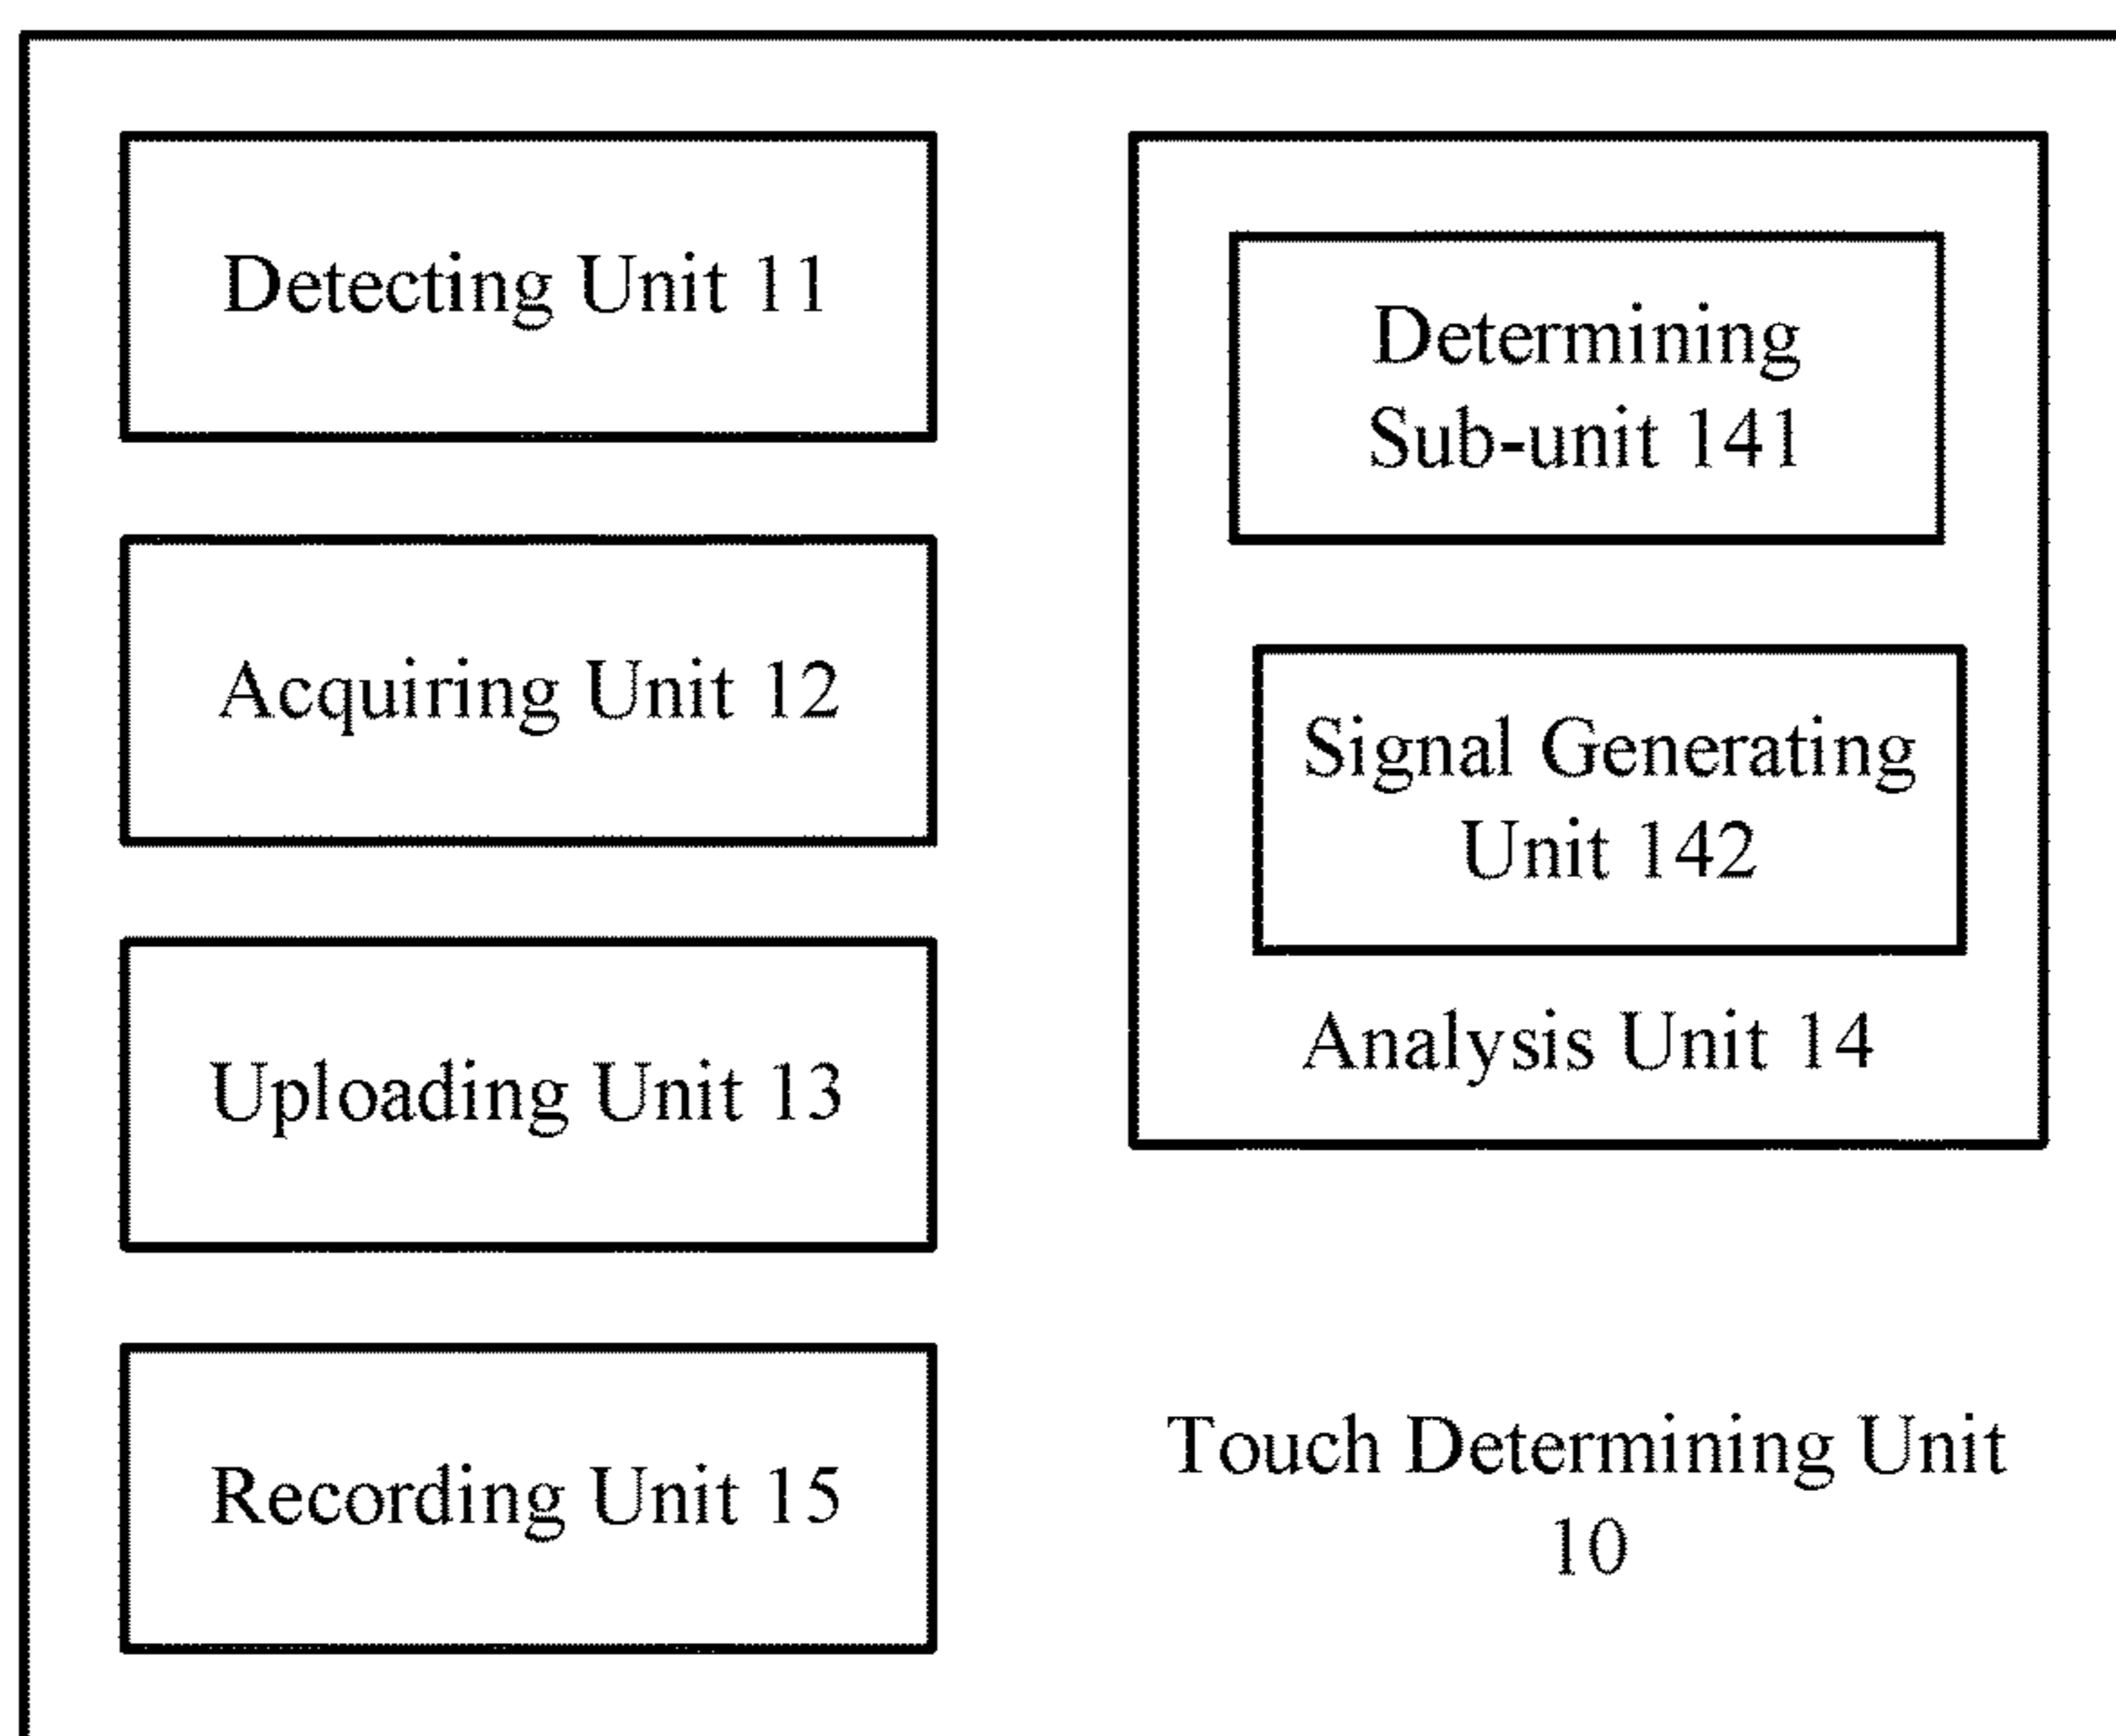 Detecting Unit 11
Acquiring Unit 12
Uploading Unit 13
Recording Unit 15
Determining
Sub-unit 141
Signal Generating
Unit 142
Analysis Unit 14
Touch Determining Unit
10